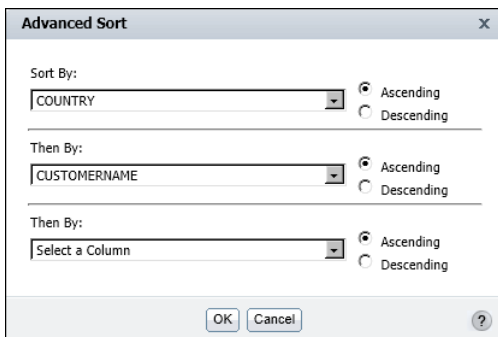 Advanced Sort x
Sort By:
COUNTRY
Ascending
Descending
Then By:
CUSTOMERNAME
Ascending
Descending
Then By:
Select a Column
Ascending
Descending
OK Cancel ?